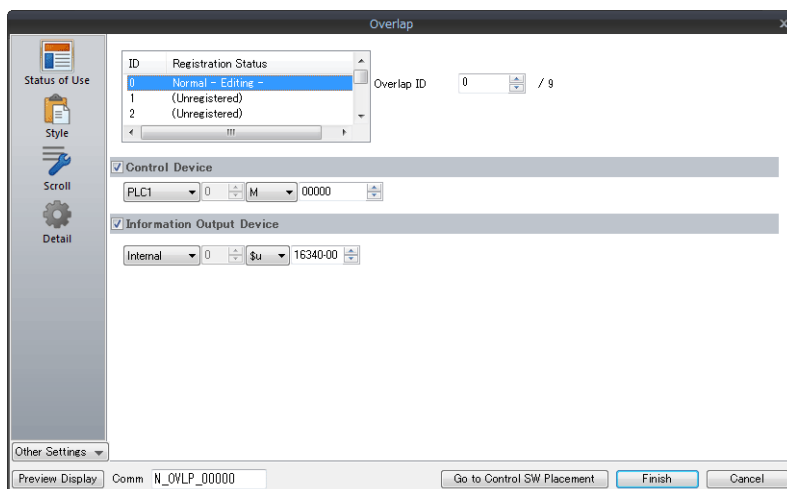 Overlap
Status of Use
Style
Scroll
Detail
ID Registration Status
0 Normal - Editing -
1 (Unregistered)
2 (Unregistered)
Overlap ID 0 / 9
Control Device
PLC1 0 M 00000
Information Output Device
Internal 0 $u 16340-00
Other Settings
Preview Display Comm N_OVLP_00000 Go to Control SW Placement Finish Cancel